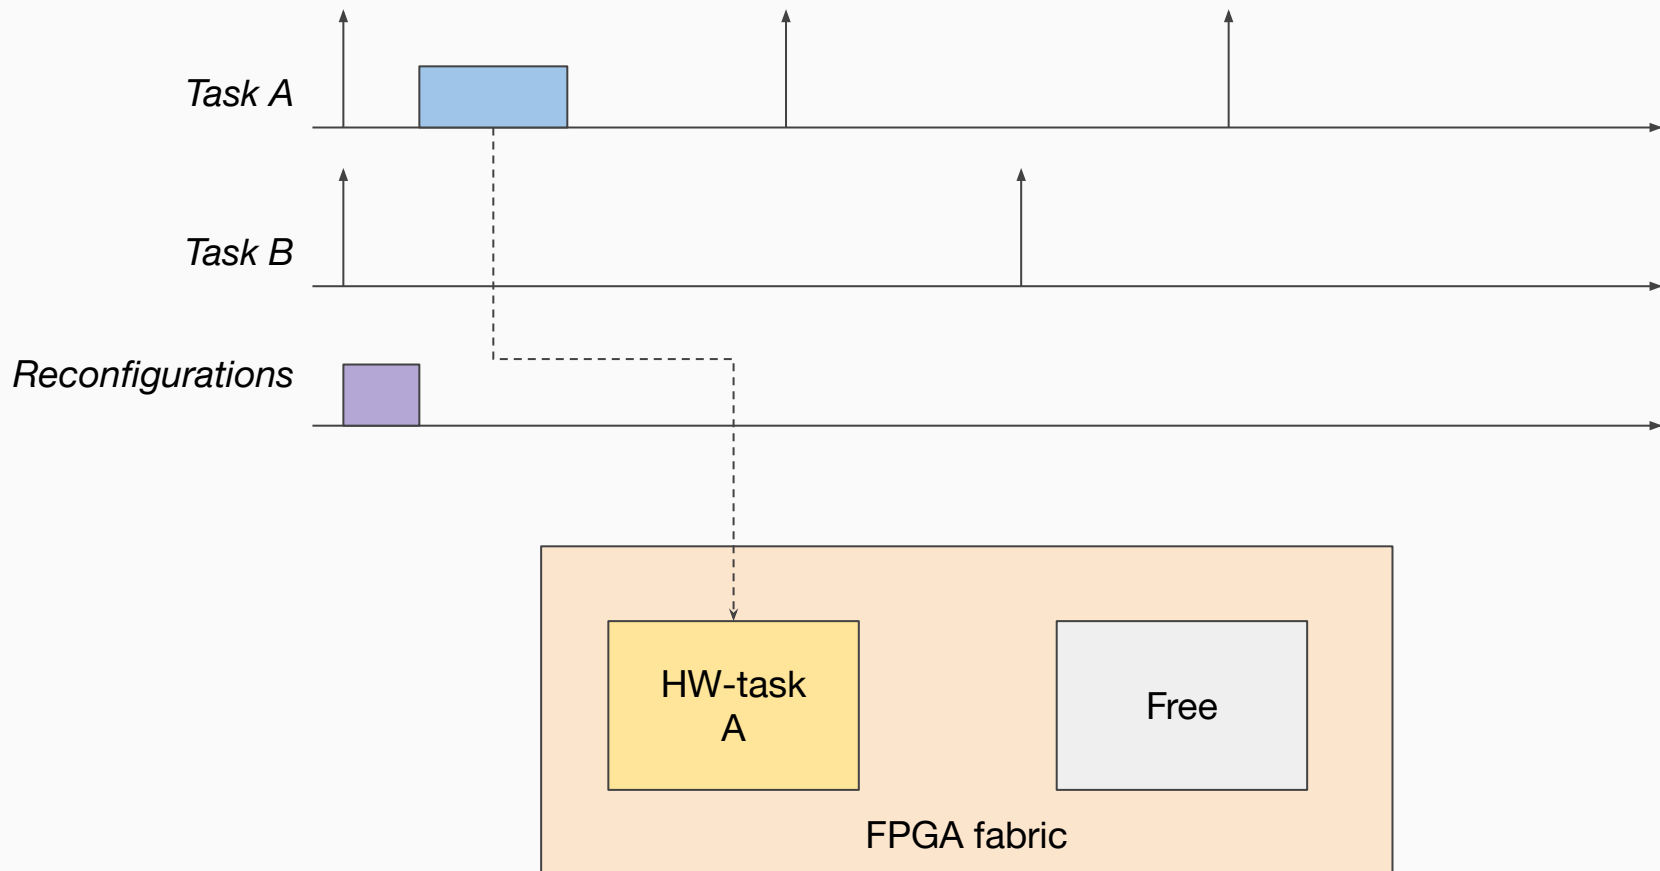 Task A
Task B
Reconfigurations
HW-task
A
Free
FPGA fabric